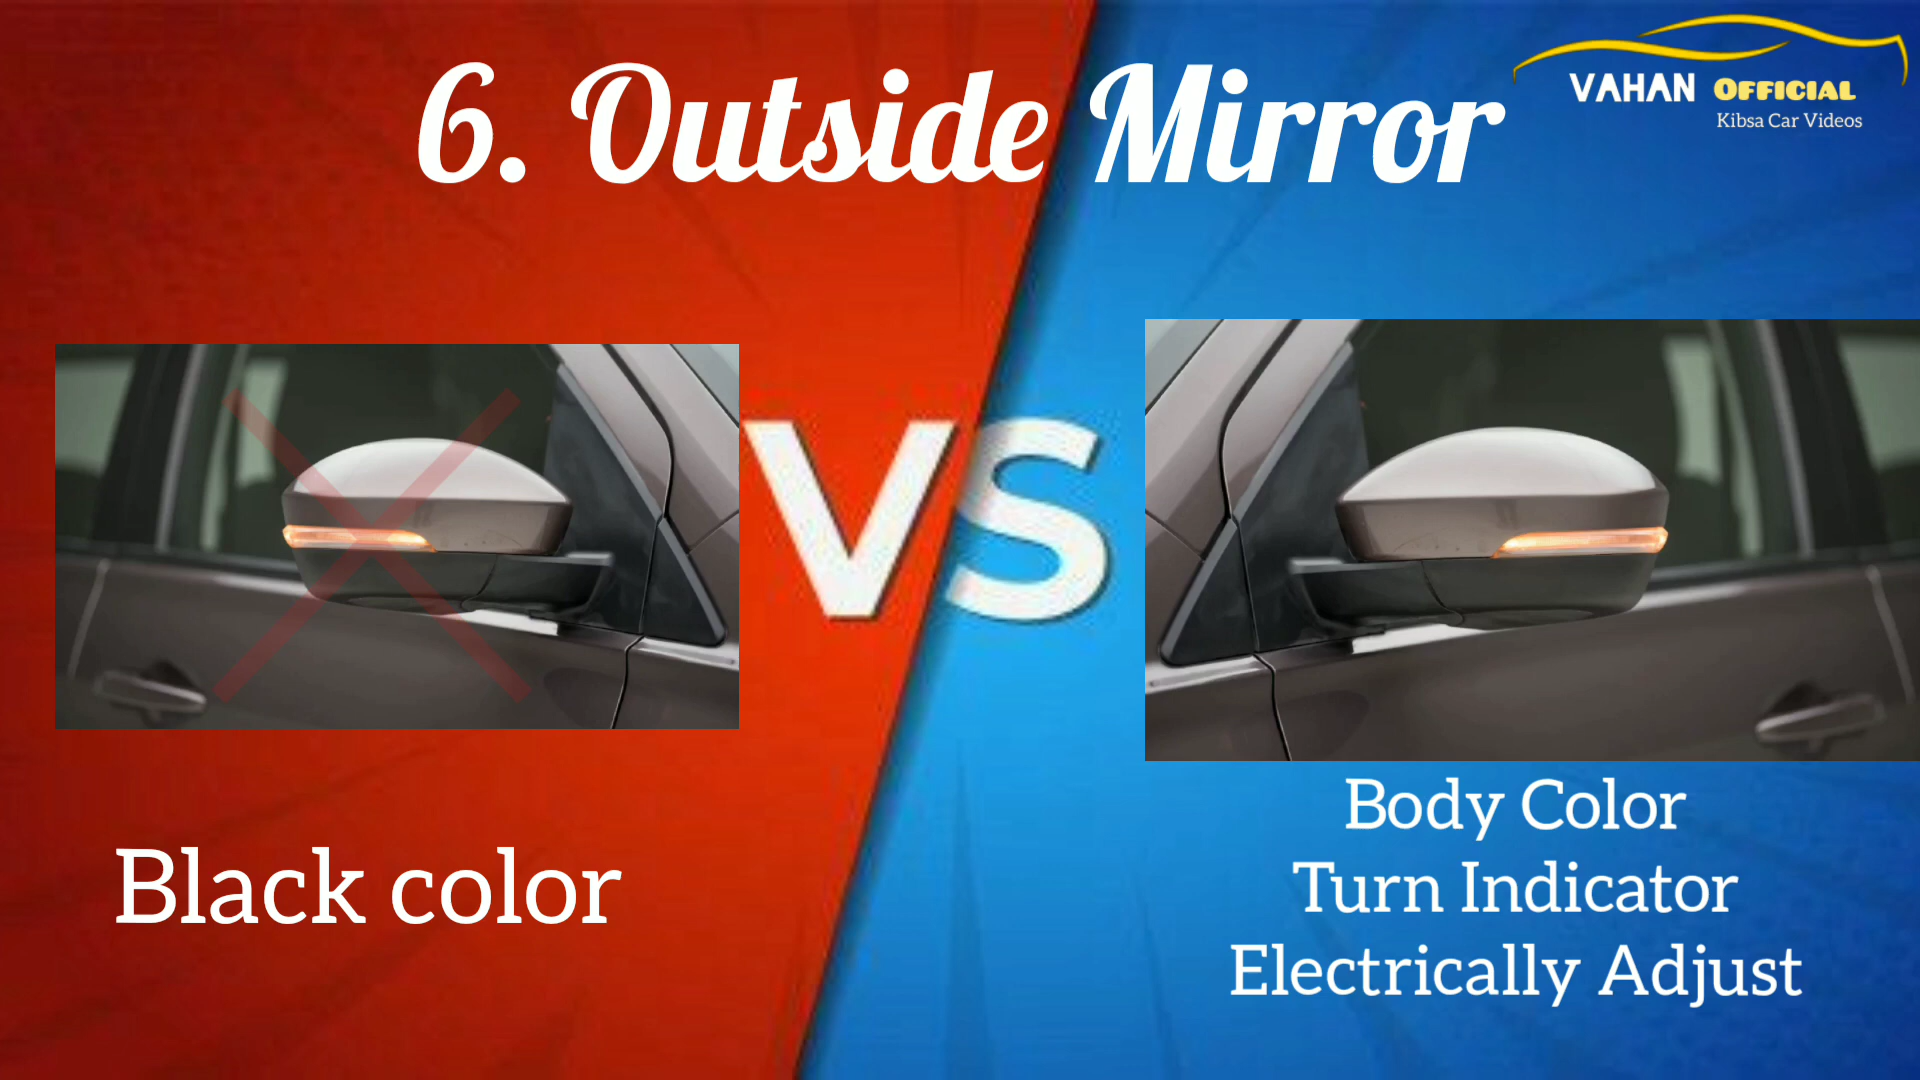 6. Outside Mirror
VAHAN OFFICIAL
Kibsa Car Videos
VS
Black color
Body Color
Turn Indicator
Electrically Adjust